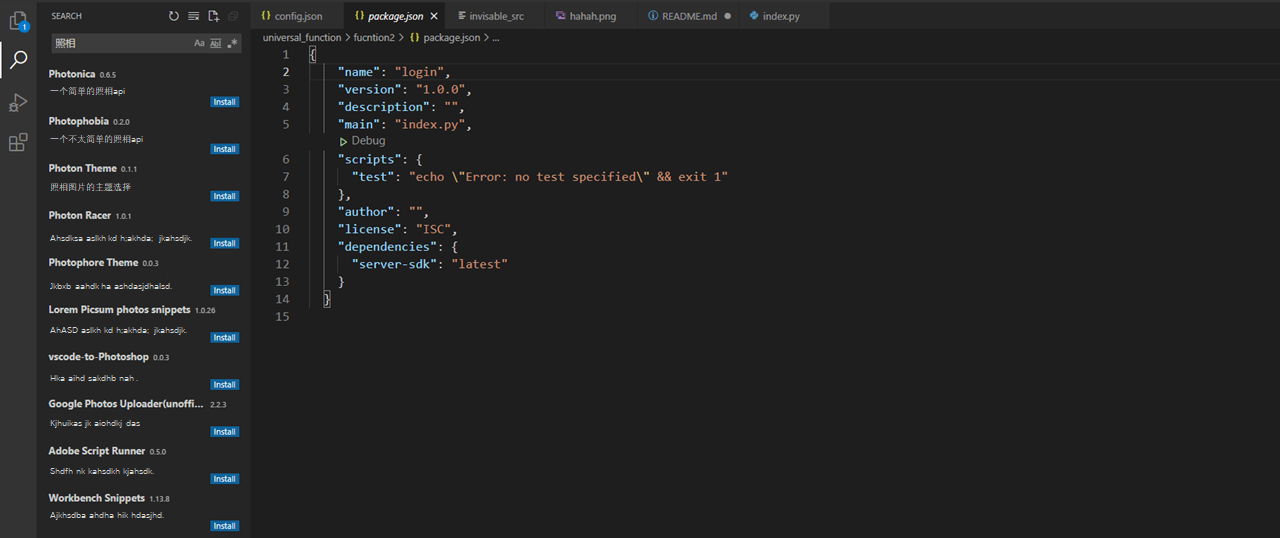 SEARCH
照相
Aa Abl .*
Photonica 0.6.5
一个简单的照相api
Install
Photophobia 0.2.0
一个不太简单的照相api
Install
Photon Theme 0.1.1
照相图片的主题选择
Install
Photon Racer 1.0.1
Ahsdksa aslkh kd h;akhda; jkahsdjk.
Install
Photophore Theme 0.0.3
Jkbxb aahdk ha ashdasjdhalsd.
Install
Lorem Picsum photos snippets 1.0.26
AhASD aslkh kd h;akhda; jkahsdjk.
Install
vscode-to-Photoshop 0.0.3
Hka aihd sakdhb nah .
Install
Google Photos Uploader(unoffi... 2.2.3
Kjhuikas jk aiohdkj das
Install
Adobe Script Runner 0.5.0
Shdfh nk kahsdkh kjahsdk.
Install
Workbench Snippets 1.13.8
Ajkhsdba ahdha hik hdasjhd.
Install
1
{} config.json {} package.json × invisable_src hahah.png README.md ● index.py
universal_function > fucntion2 > {} package.json > ...
1 {
2 "name": "login",
3 "version": "1.0.0",
4 "description": "",
5 "main": "index.py",
Debug
6 "scripts": {
7 "test": "echo \"Error: no test specified\" && exit 1"
8 },
9 "author": "",
10 "license": "ISC",
11 "dependencies": {
12 "server-sdk": "latest"
13 }
14 }
15